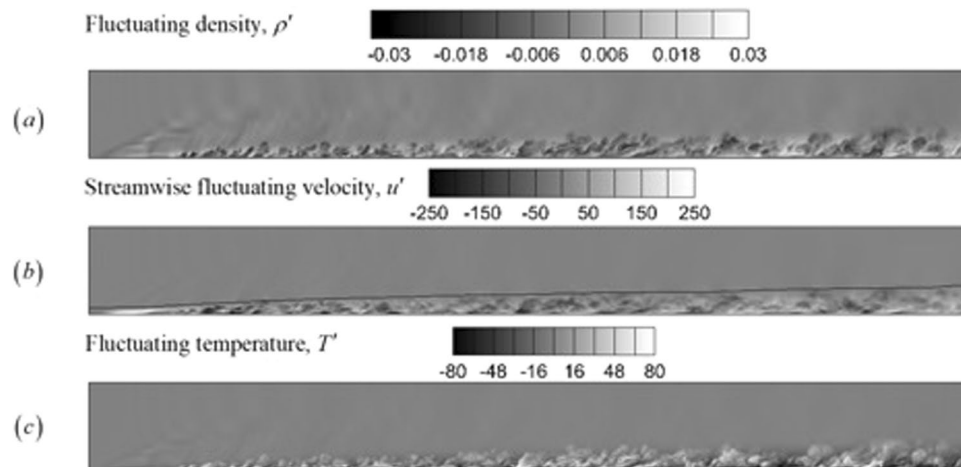 Fluctuating density, ρ′
-0.03 -0.018 -0.006 0.006 0.018 0.03
(a)
Streamwise fluctuating velocity, u′
-250 -150 -50 50 150 250
(b)
Fluctuating temperature, T′
-80 -48 -16 16 48 80
(c)